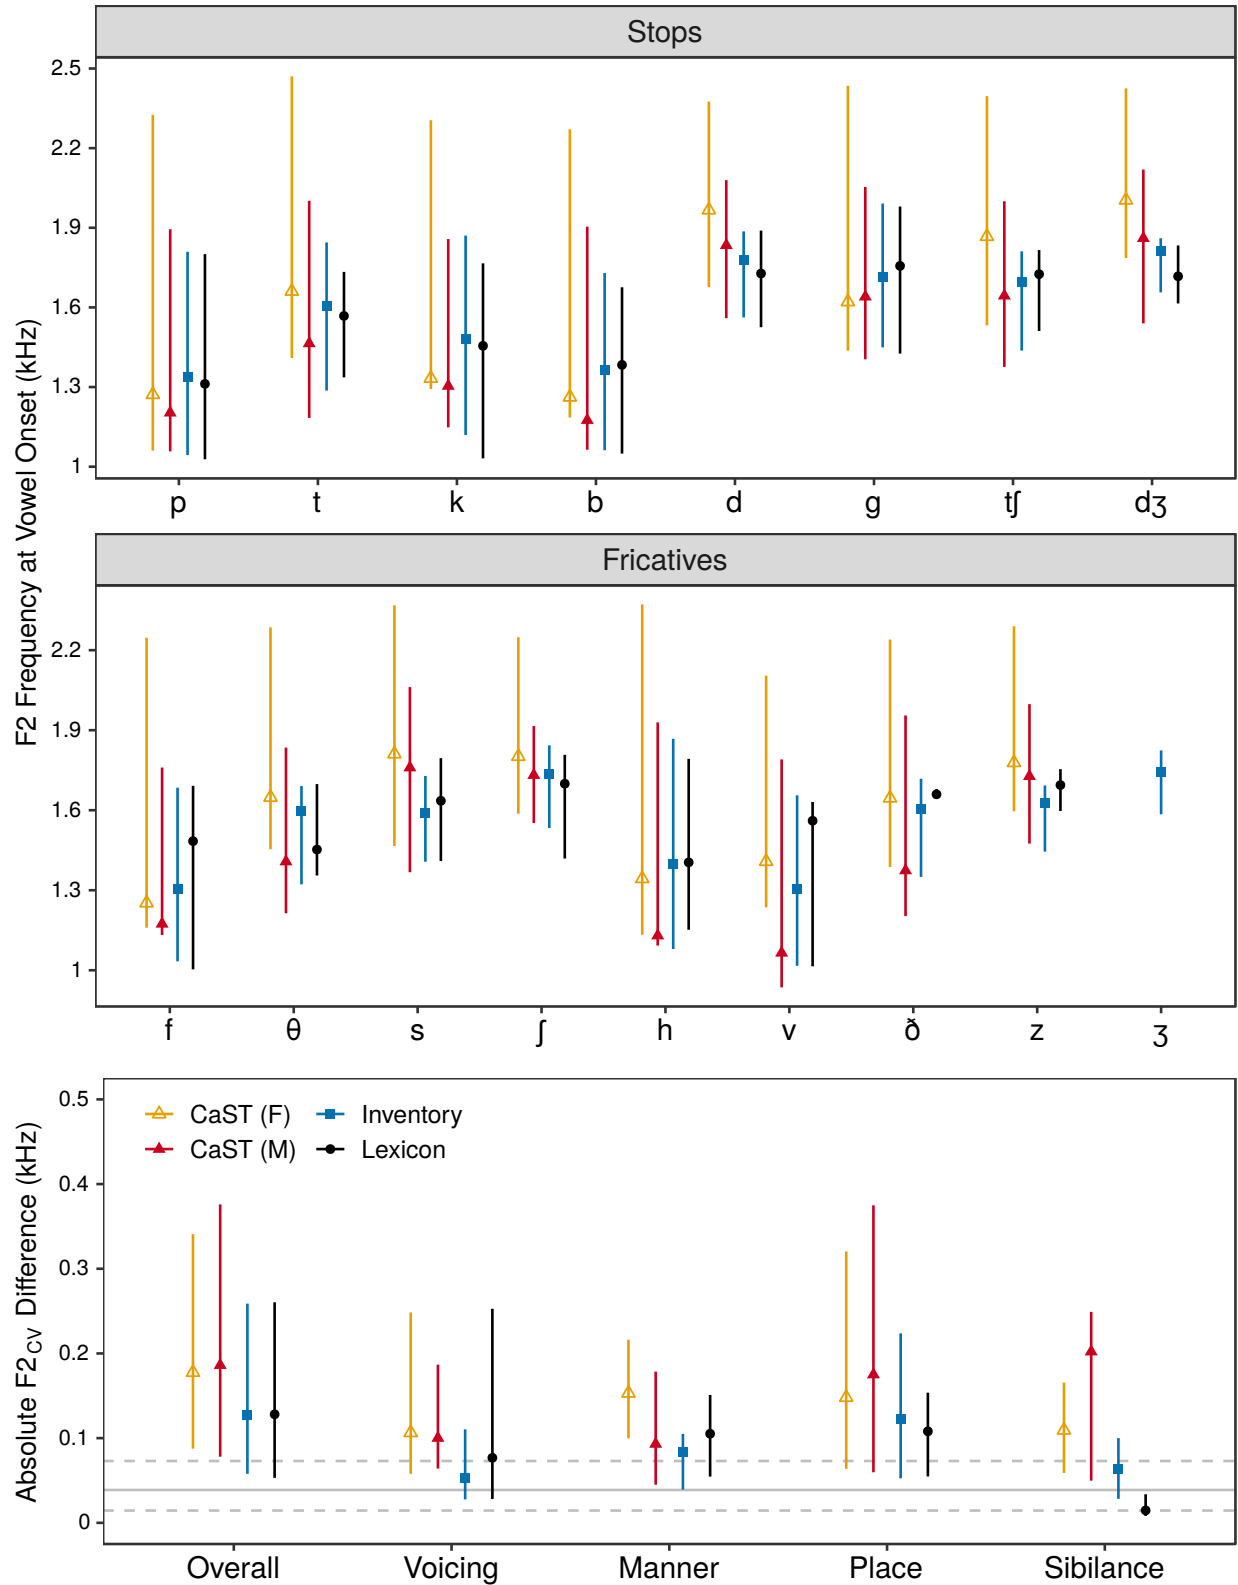 Stops
F2 Frequency at Vowel Onset (kHz)
2.5
2.2
1.9
1.6
1.3
1
p t k b d g tʃ dʒ
Fricatives
2.2
1.9
1.6
1.3
1
f θ s ʃ h v ð z ʒ
Absolute F2CV Difference (kHz)
0.5
0.4
0.3
0.2
0.1
0
CaST (F) Inventory
CaST (M) Lexicon
Overall Voicing Manner Place Sibilance